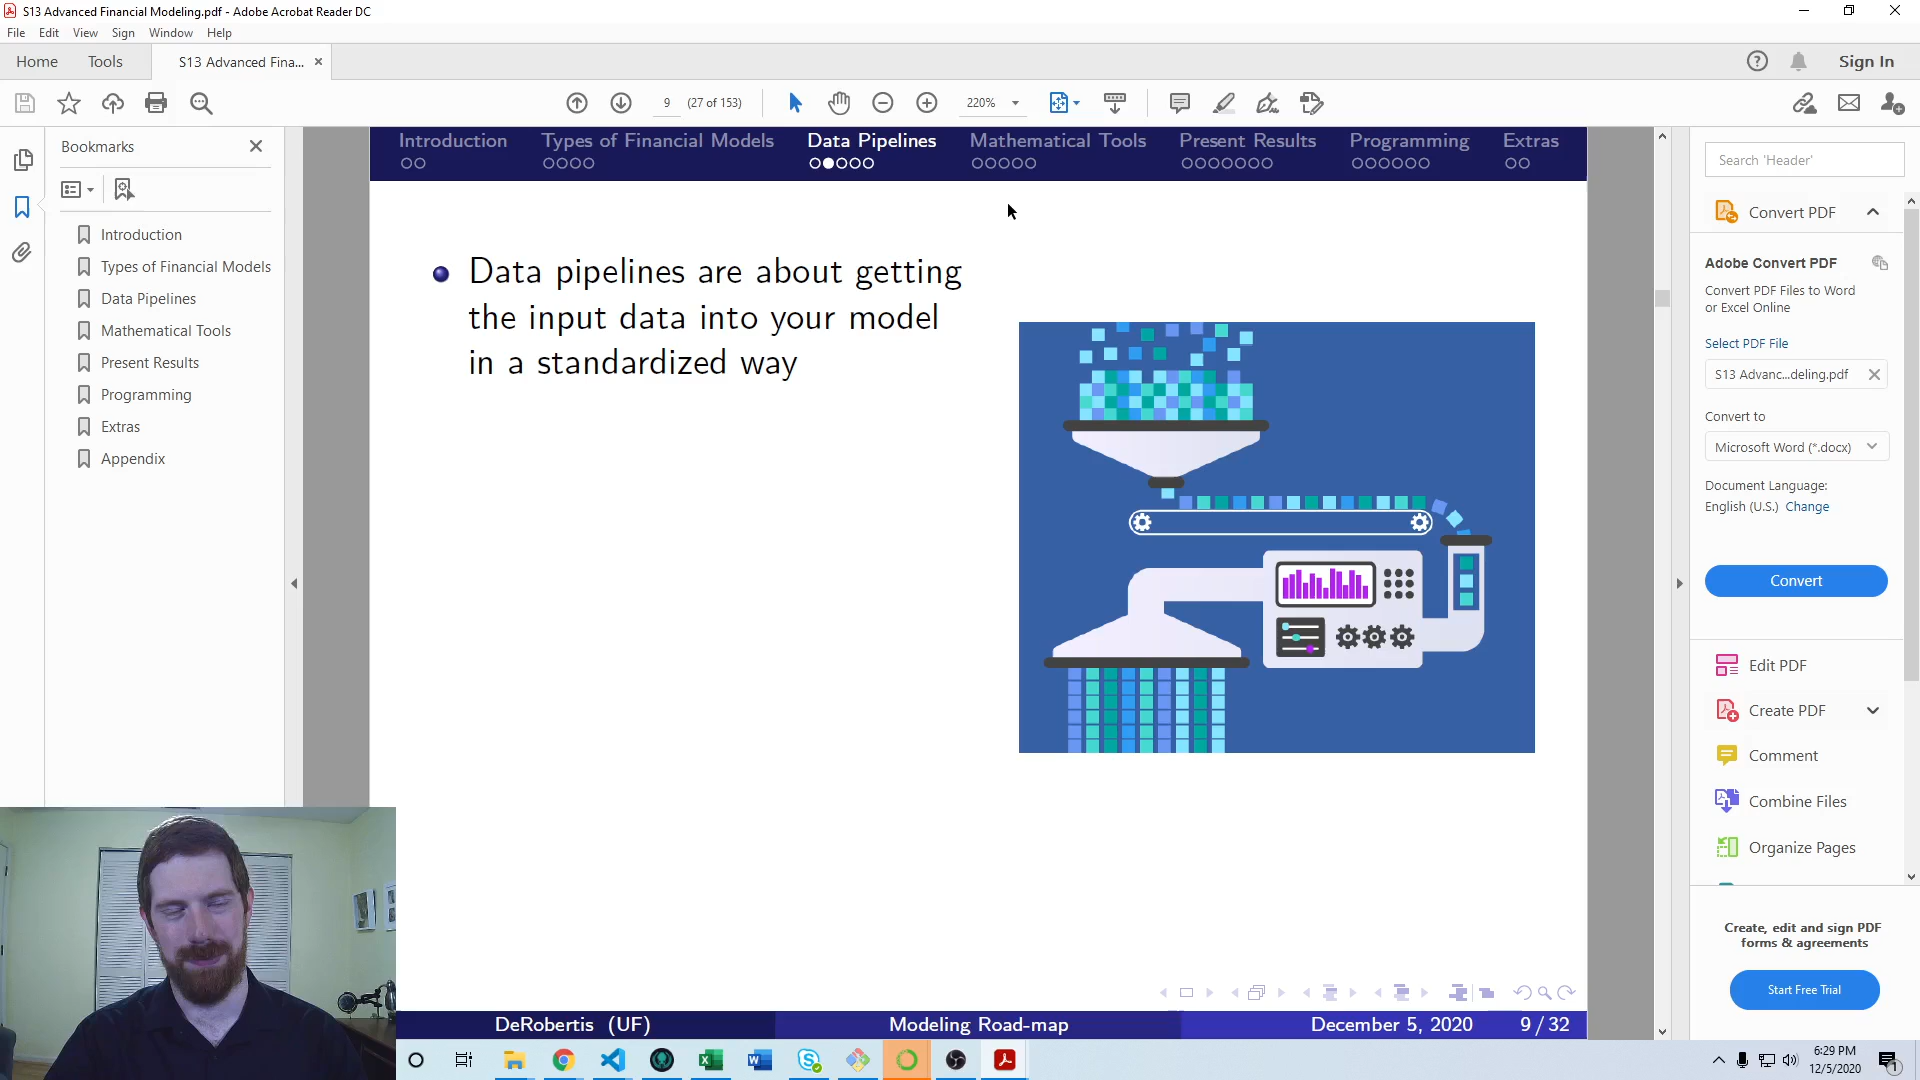 S13 Advanced Financial Modeling.pdf - Adobe Acrobat Reader DC
File Edit View Sign Window Help
Home Tools S13 Advanced Fina... Sign In
9 (27 of 153) 220%
Bookmarks
Introduction
Types of Financial Models
Data Pipelines
Mathematical Tools
Present Results
Programming
Extras
Appendix
Introduction Types of Financial Models Data Pipelines Mathematical Tools Present Results Programming Extras
Data pipelines are about getting
the input data into your model
in a standardized way
DeRobertis (UF) Modeling Road-map December 5, 2020 9 / 32
Search 'Header'
Convert PDF
Adobe Convert PDF
Convert PDF Files to Word
or Excel Online
Select PDF File
S13 Advanc...deling.pdf
Convert to
Microsoft Word (*.docx)
Document Language:
English (U.S.) Change
Convert
Edit PDF
Create PDF
Comment
Combine Files
Organize Pages
Create, edit and sign PDF
forms & agreements
Start Free Trial
6:29 PM
12/5/2020
1